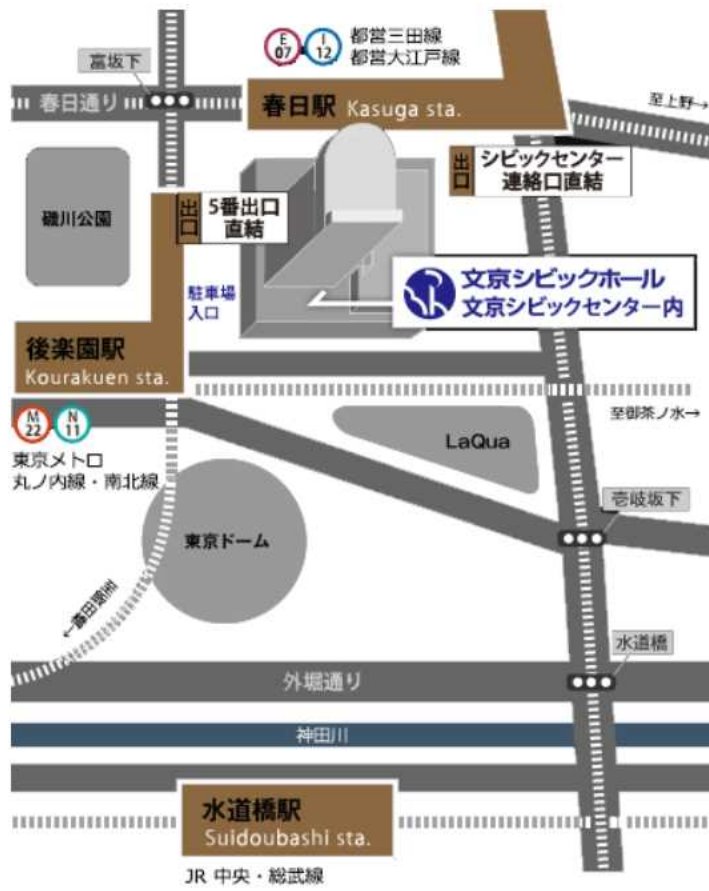 E
07
I
12
都営三田線
都営大江戸線
富坂下
春日通り
春日駅 Kasuga sta.
至上野→
出口
シビックセンター
連絡口直結
礫川公園
出口
5番出口
直結
駐車場
入口
文京シビックホール
文京シビックセンター内
後楽園駅
Kourakuen sta.
M
22
N
11
東京メトロ
丸ノ内線・南北線
至御茶ノ水→
LaQua
壱岐坂下
東京ドーム
至飯田橋→
水道橋
外堀通り
神田川
水道橋駅
Suidoubashi sta.
JR 中央・総武線